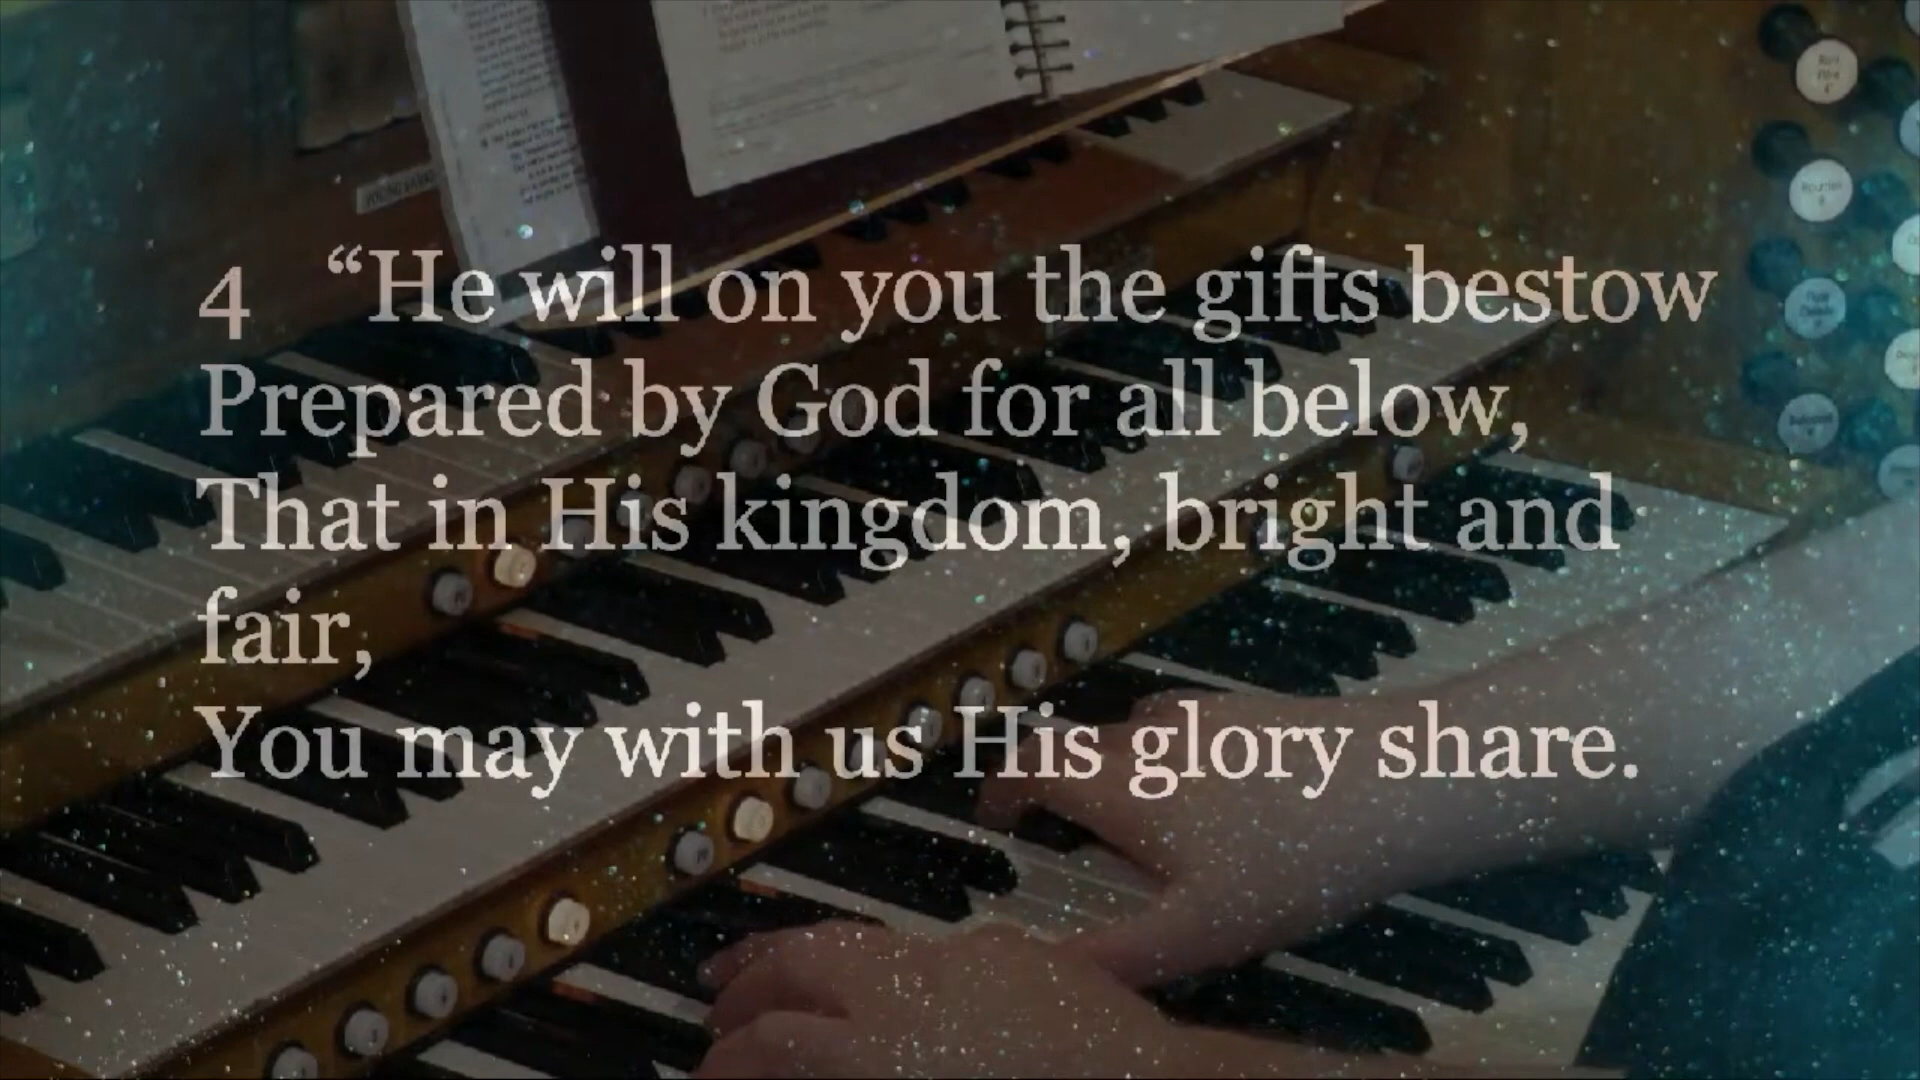 4 “He will on you the gifts bestow
Prepared by God for all below,
That in His kingdom, bright and
fair,
You may with us His glory share.